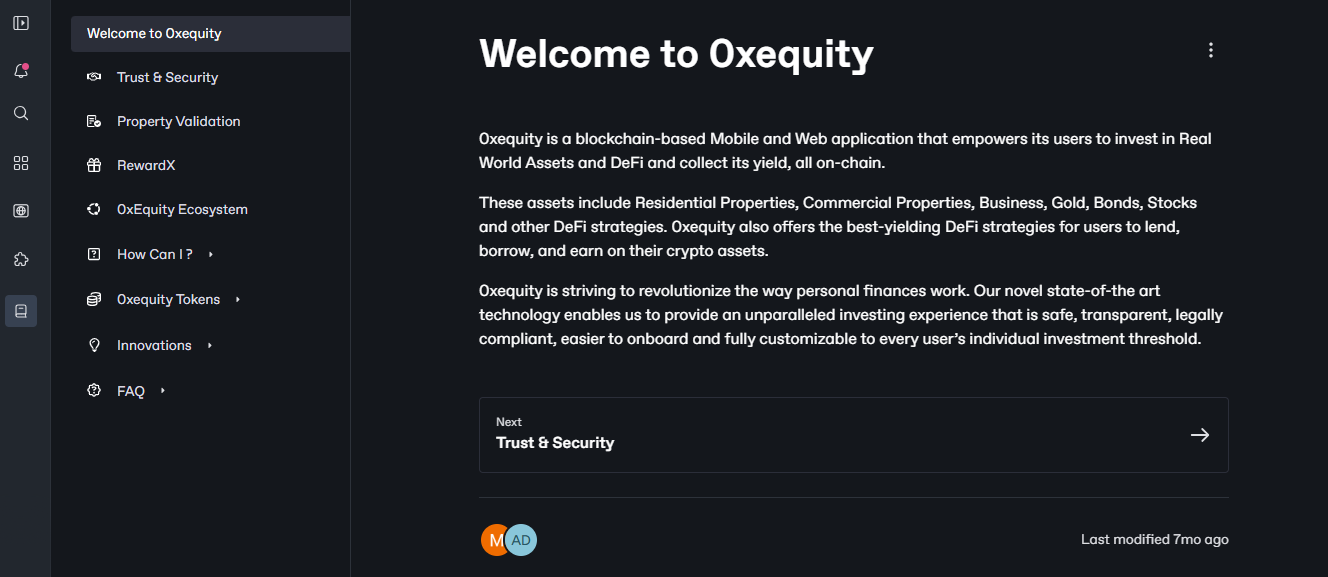 Welcome to 0xequity
Trust & Security
Property Validation
RewardX
0xEquity Ecosystem
How Can I ?
0xequity Tokens
Innovations
FAQ
Welcome to 0xequity
0xequity is a blockchain-based Mobile and Web application that empowers its users to invest in Real
World Assets and DeFi and collect its yield, all on-chain.
These assets include Residential Properties, Commercial Properties, Business, Gold, Bonds, Stocks
and other DeFi strategies. 0xequity also offers the best-yielding DeFi strategies for users to lend,
borrow, and earn on their crypto assets.
0xequity is striving to revolutionize the way personal finances work. Our novel state-of-the art
technology enables us to provide an unparalleled investing experience that is safe, transparent, legally
compliant, easier to onboard and fully customizable to every user’s individual investment threshold.
Next
Trust & Security
M AD
Last modified 7mo ago